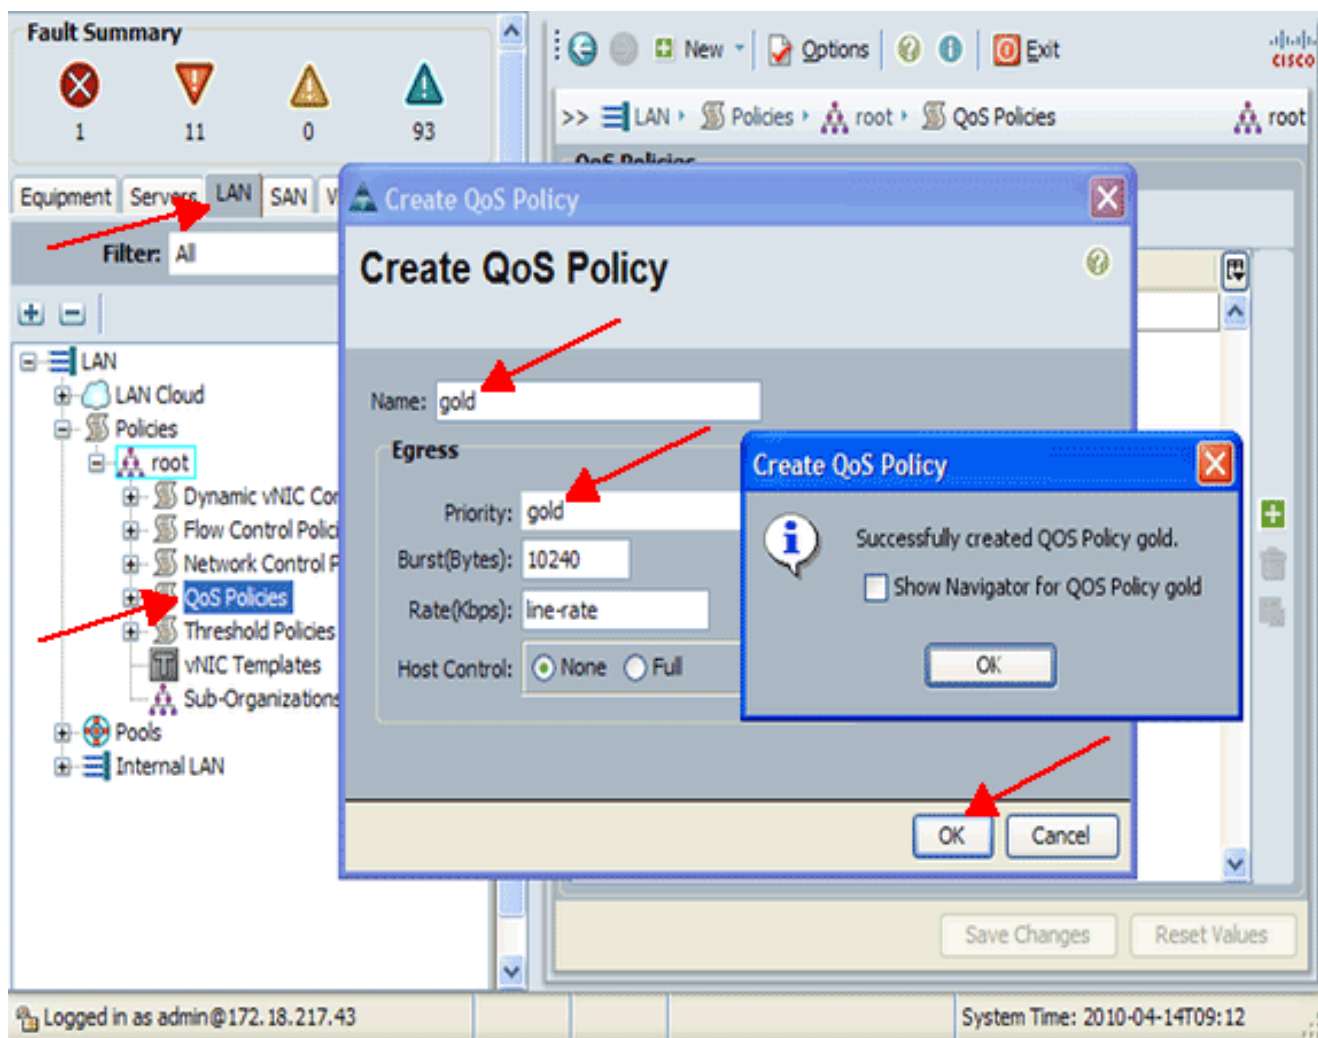 Fault Summary
1 11 0 93
New Options Exit
CISCO
>> LAN Policies root QoS Policies root
QoS Policies
Equipment Servers LAN SAN
Filter: All
LAN
LAN Cloud
Policies
root
Dynamic vNIC Con
Flow Control Polici
Network Control P
QoS Policies
Threshold Policies
vNIC Templates
Sub-Organizations
Pools
Internal LAN
Create QoS Policy
Create QoS Policy
Name: gold
Egress
Priority: gold
Burst(Bytes): 10240
Rate(Kbps): line-rate
Host Control: None Full
OK Cancel
Create QoS Policy
Successfully created QOS Policy gold.
Show Navigator for QOS Policy gold
OK
Save Changes Reset Values
Logged in as admin@172.18.217.43
System Time: 2010-04-14T09:12